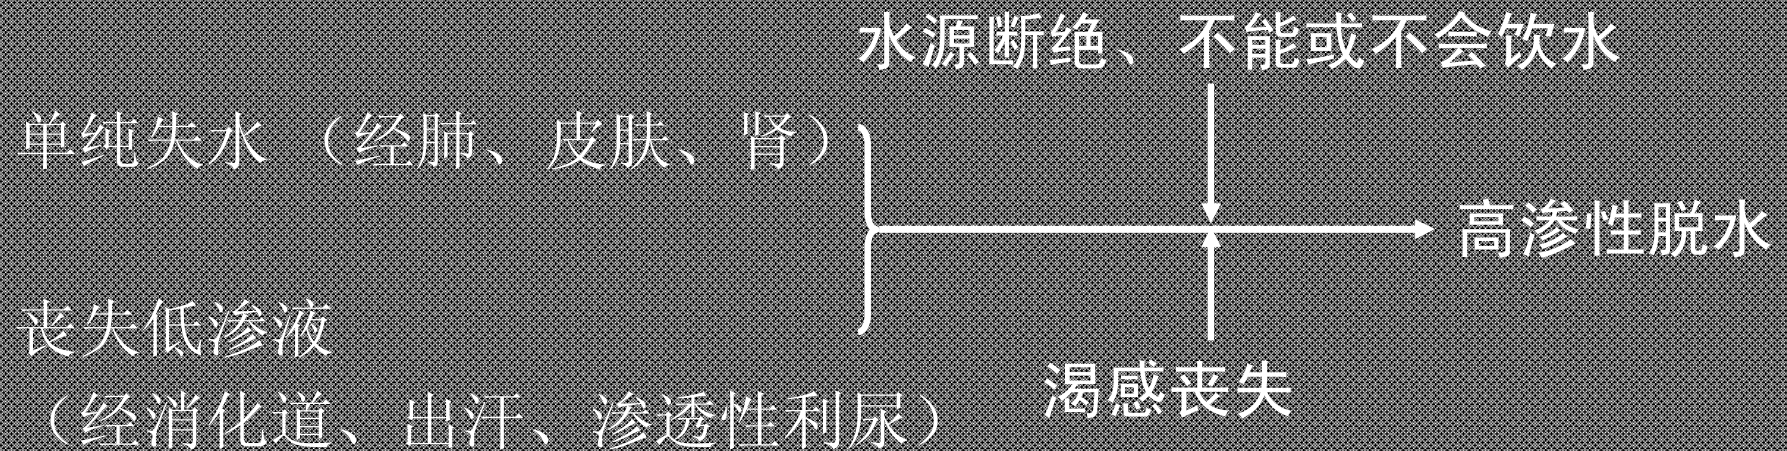 水源断绝、不能或不会饮水
单纯失水（经肺、皮肤、肾）
高渗性脱水
丧失低渗液
渴感丧失
（经消化道、出汗、渗透性利尿）